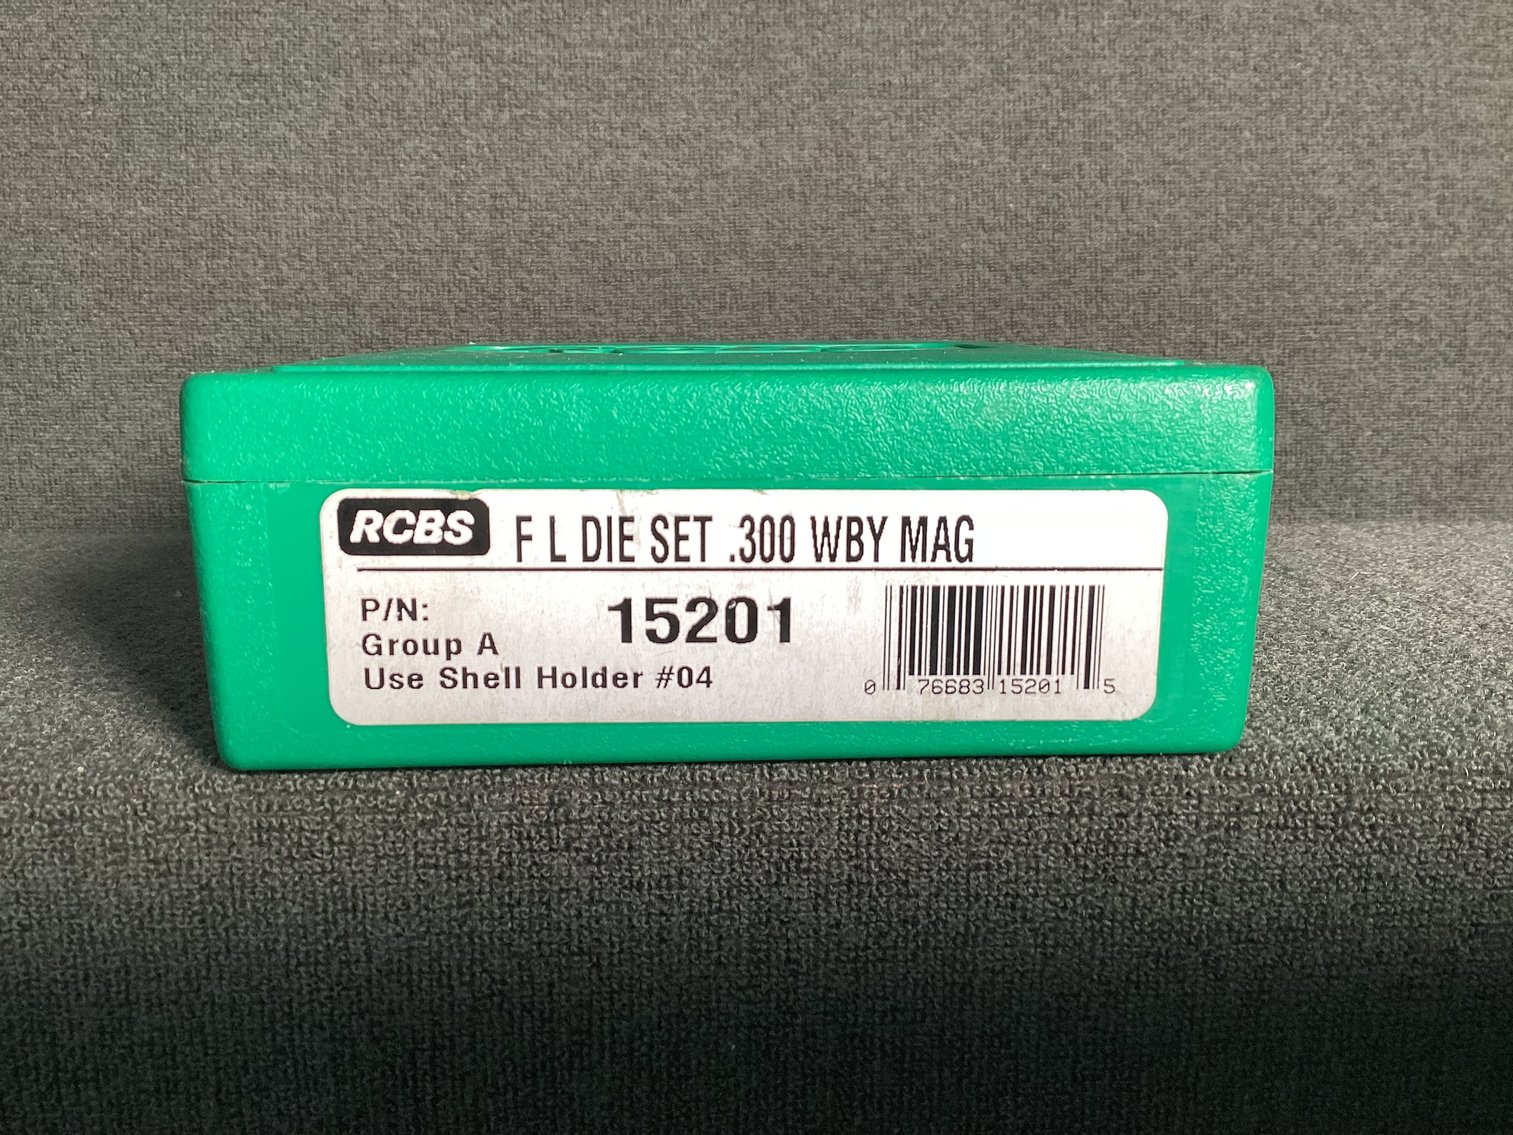 RCBS F L DIE SET .300 WBY MAG
P/N: 15201
Group A
Use Shell Holder #04
0 76683 15201 5